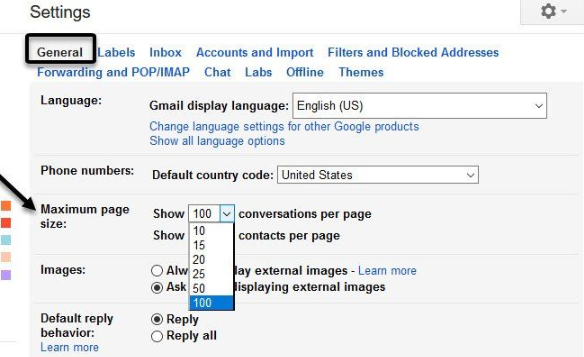 Settings
General Labels Inbox Accounts and Import Filters and Blocked Addresses
Forwarding and POP/IMAP Chat Labs Offline Themes
Language:
Gmail display language: English (US)
Change language settings for other Google products
Show all language options
Phone numbers:
Default country code: United States
Maximum page
size:
Show 100 conversations per page
Show contacts per page
10
15
20
25
50
100
Images:
lay external images - Learn more
Ask displaying external images
Default reply
behavior:
Learn more
Reply
Reply all